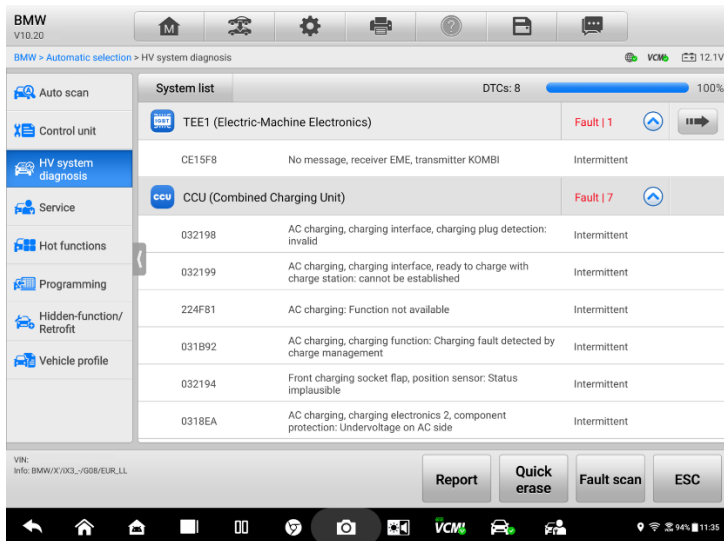 BMW
V10.20
M
?
BMW > Automatic selection > HV system diagnosis
VCMI
12.1V
Auto scan
Control unit
HV system
diagnosis
Service
Hot functions
Programming
Hidden-function/
Retrofit
Vehicle profile
System list
DTCs: 8
100%
IGBT
TEE1 (Electric-Machine Electronics)
Fault | 1
CE15F8
No message, receiver EME, transmitter KOMBI
Intermittent
CCU
CCU (Combined Charging Unit)
Fault | 7
032198
AC charging, charging interface, charging plug detection:
invalid
Intermittent
032199
AC charging, charging interface, ready to charge with
charge station: cannot be established
Intermittent
224F81
AC charging: Function not available
Intermittent
031B92
AC charging, charging function: Charging fault detected by
charge management
Intermittent
032194
Front charging socket flap, position sensor: Status
implausible
Intermittent
0318EA
AC charging, charging electronics 2, component
protection: Undervoltage on AC side
Intermittent
VIN:
Info: BMW/X'/iX3_-/G08/EUR_LL
Report
Quick
erase
Fault scan
ESC
VCMI
94%
11:35